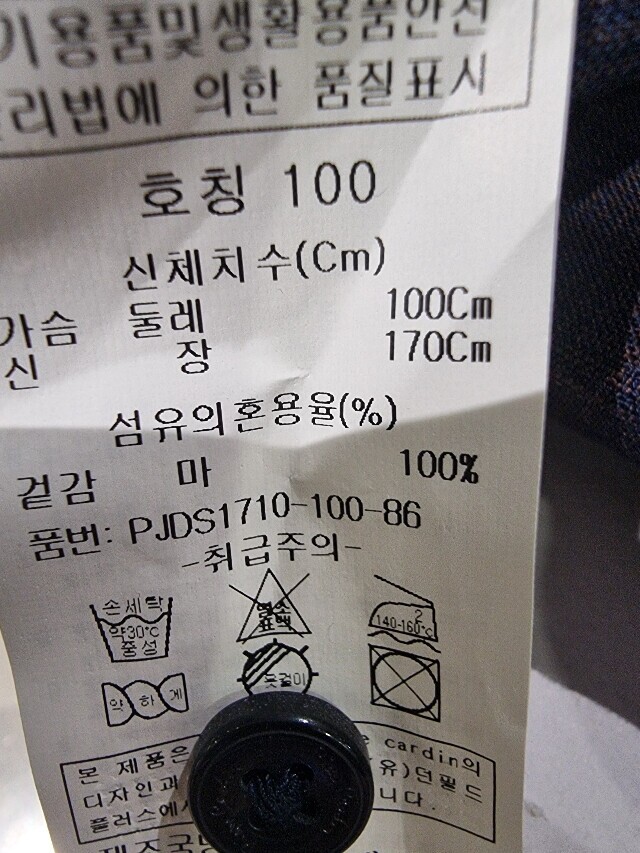 기용품및생활용품안전
리법에 의한 품질표시
호칭 100
신체치수(Cm)
가슴 둘레 100Cm
신 장 170Cm
섬유의혼용율(%)
겉감 마 100%
품번: PJDS1710-100-86
-취급주의-
손세탁
약30℃
중성
염소
표백
2
140-160℃
약하게
옷걸이
본 제품은 cardin의
디자인과 유)던필드
플러스에서 니다.
제조국